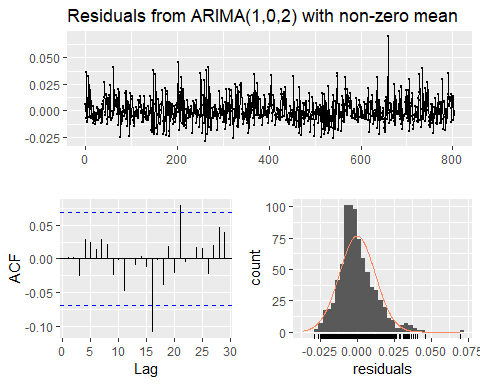 Residuals from ARIMA(1,0,2) with non-zero mean
0.050
0.025
0.000
-0.025
0 200 400 600 800
ACF
0.05
0.00
-0.05
-0.10
0 5 10 15 20 25 30
Lag
count
100
75
50
25
0
-0.025 0.000 0.025 0.050 0.075
residuals